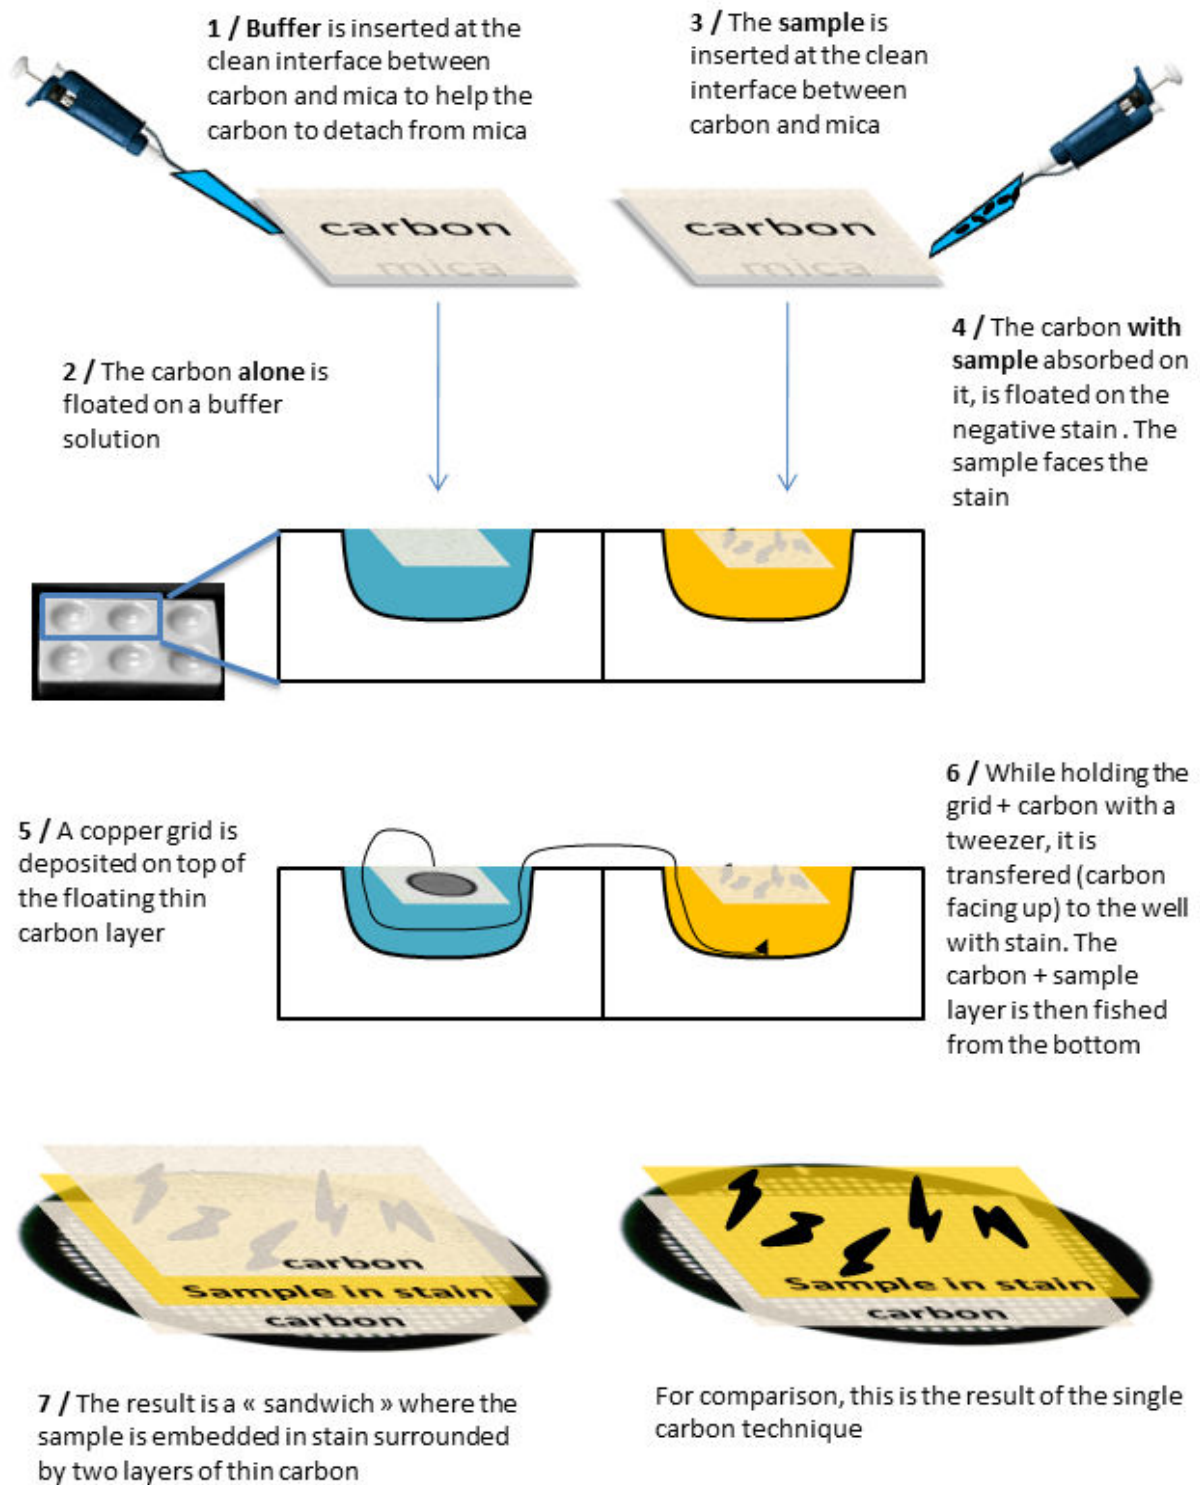 1 / Buffer is inserted at the
clean interface between
carbon and mica to help the
carbon to detach from mica
3 / The sample is
inserted at the clean
interface between
carbon and mica
carbon
mica
carbon
mica
2 / The carbon alone is
floated on a buffer
solution
4 / The carbon with
sample absorbed on
it, is floated on the
negative stain . The
sample faces the
stain
5 / A copper grid is
deposited on top of
the floating thin
carbon layer
6 / While holding the
grid + carbon with a
tweezer, it is
transfered (carbon
facing up) to the well
with stain. The
carbon + sample
layer is then fished
from the bottom
carbon
Sample in stain
carbon
Sample in stain
carbon
7 / The result is a « sandwich » where the
sample is embedded in stain surrounded
by two layers of thin carbon
For comparison, this is the result of the single
carbon technique